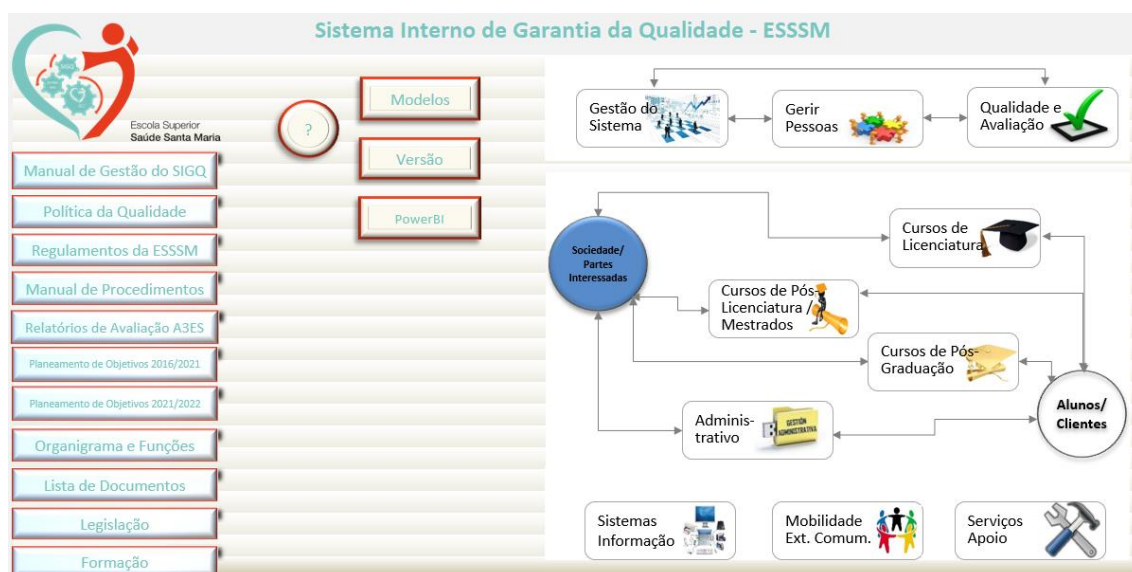 Sistema Interno de Garantia da Qualidade - ESSSM
Escola Superior
Saúde Santa Maria
Manual de Gestão do SIGQ
Política da Qualidade
Regulamentos da ESSSM
Manual de Procedimentos
Relatórios de Avaliação A3ES
Planeamento de Objetivos 2016/2021
Planeamento de Objetivos 2021/2022
Organigrama e Funções
Lista de Documentos
Legislação
Formação
?
Modelos
Versão
PowerBI
Gestão do
Sistema
Gerir
Pessoas
Qualidade e
Avaliação
Sociedade/
Partes
Interessadas
Cursos de
Licenciatura
Cursos de Pós-
Licenciatura /
Mestrados
Cursos de Pós-
Graduação
Adminis-
trativo
GESTIÓN
ADMINISTRATIVA
Alunos/
Clientes
Sistemas
Informação
Mobilidade
Ext. Comum.
Serviços
Apoio